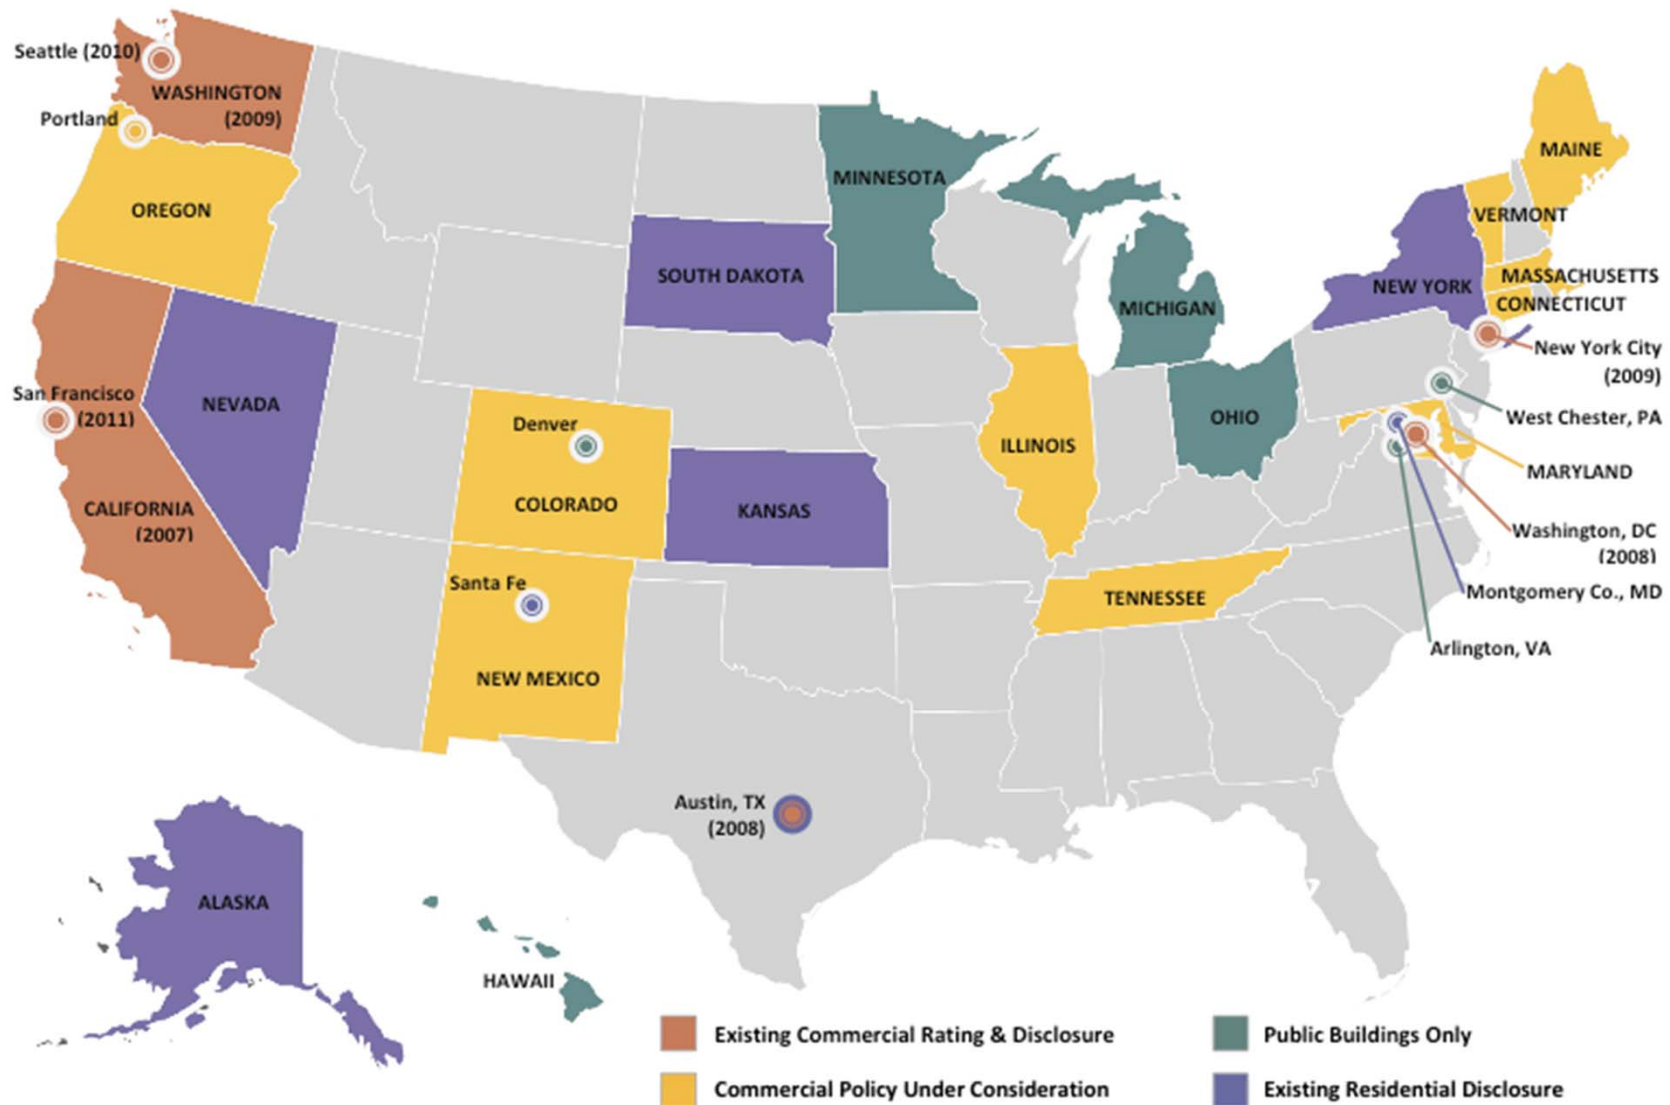 Seattle (2010)
WASHINGTON
(2009)
Portland
OREGON
San Francisco
(2011)
CALIFORNIA
(2007)
NEVADA
Denver
COLORADO
Santa Fe
NEW MEXICO
SOUTH DAKOTA
KANSAS
Austin, TX
(2008)
MINNESOTA
MICHIGAN
ILLINOIS
OHIO
TENNESSEE
MAINE
VERMONT
NEW YORK
MASSACHUSETTS
CONNECTICUT
New York City
(2009)
West Chester, PA
MARYLAND
Washington, DC
(2008)
Montgomery Co., MD
Arlington, VA
ALASKA
HAWAII
Existing Commercial Rating & Disclosure
Commercial Policy Under Consideration
Public Buildings Only
Existing Residential Disclosure